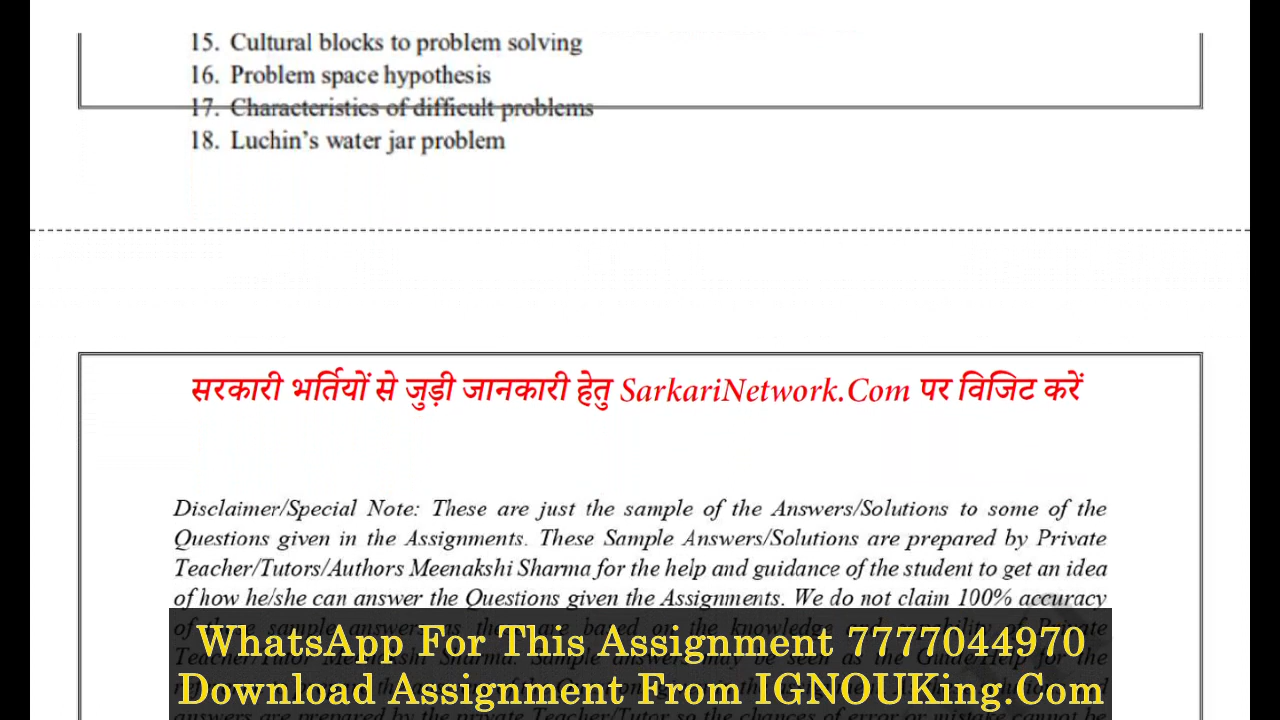 15. Cultural blocks to problem solving
16. Problem space hypothesis
17. Characteristics of difficult problems
18. Luchin's water jar problem
सरकारी भर्तियों से जुड़ी जानकारी हेतु SarkariNetwork.Com पर विजिट करें
Disclaimer/Special Note: These are just the sample of the Answers/Solutions to some of the
Questions given in the Assignments. These Sample Answers/Solutions are prepared by Private
Teacher/Tutors/Authors Meenakshi Sharma for the help and guidance of the student to get an idea
of how he/she can answer the Questions given the Assignments. We do not claim 100% accuracy
WhatsApp For This Assignment 7777044970
Download Assignment From IGNOUKing.Com